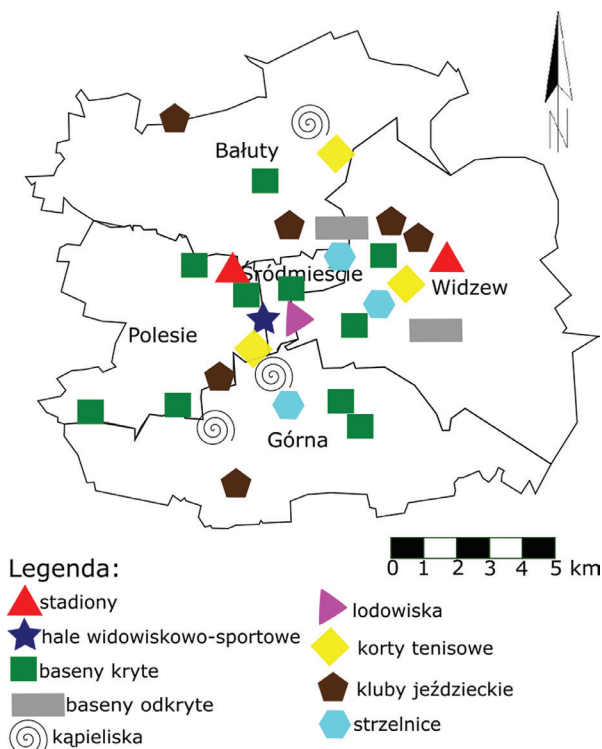 N
Bałuty
Śródmieście
Widzew
Polesie
Górna
0 1 2 3 4 5 km
Legenda:
stadiony
hale widowiskowo-sportowe
baseny kryte
baseny odkryte
kąpieliska
lodowiska
korty tenisowe
kluby jeździeckie
strzelnice